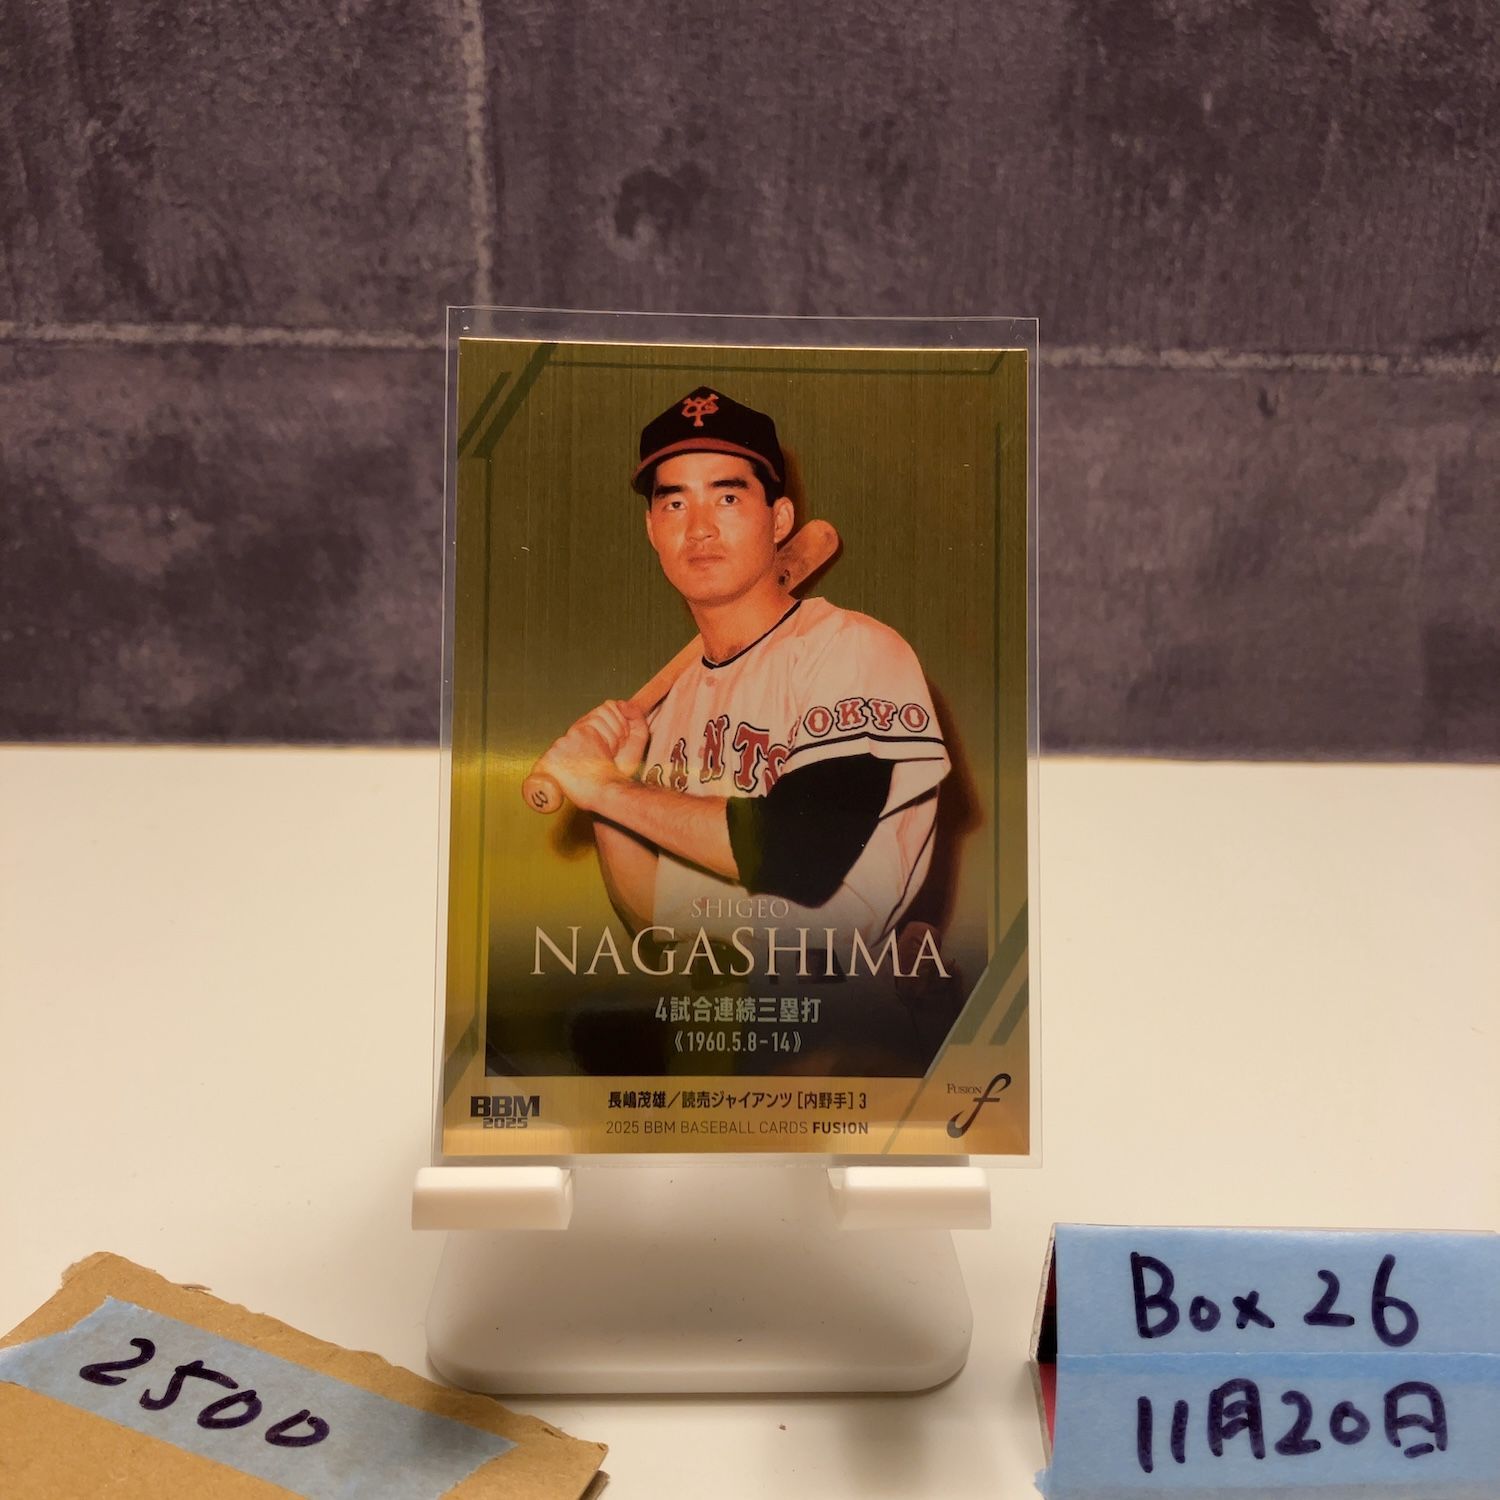 YG
TOKYO
ANTS
SHIGEO
NAGASHIMA
4試合連続三塁打
《1960.5.8-14》
長嶋茂雄／読売ジャイアンツ［内野手］3
2025 BBM BASEBALL CARDS FUSION
BBM
2025
FUSION
f
2500
Box 26
11月20日